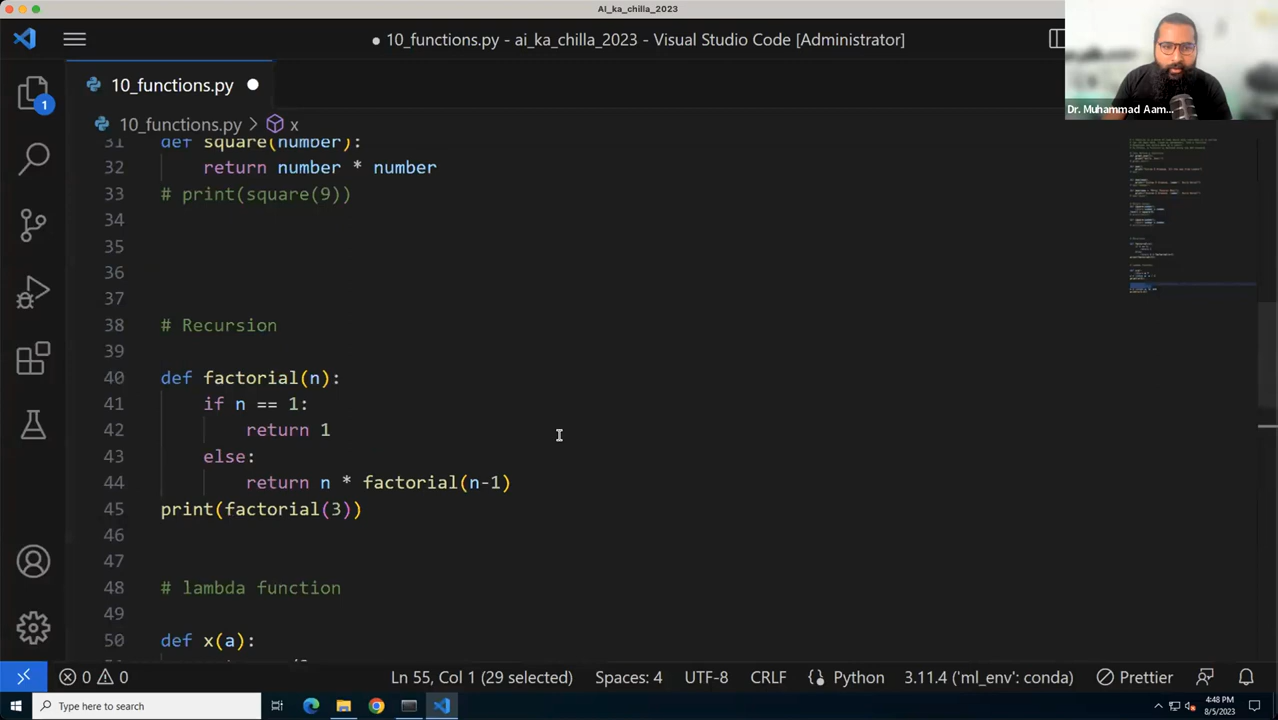 AI_ka_chilla_2023
● 10_functions.py - ai_ka_chilla_2023 - Visual Studio Code [Administrator]
Dr. Muhammad Aam...
1
10_functions.py
10_functions.py > x
31 def square(number):
32 return number * number
33 # print(square(9))
34
35
36
37
38 # Recursion
39
40 def factorial(n):
41 if n == 1:
42 return 1
43 else:
44 return n * factorial(n-1)
45 print(factorial(3))
46
47
48 # lambda function
49
50 def x(a):
0 0 Ln 55, Col 1 (29 selected) Spaces: 4 UTF-8 CRLF Python 3.11.4 ('ml_env': conda) Prettier
Type here to search
4:48 PM
8/5/2023